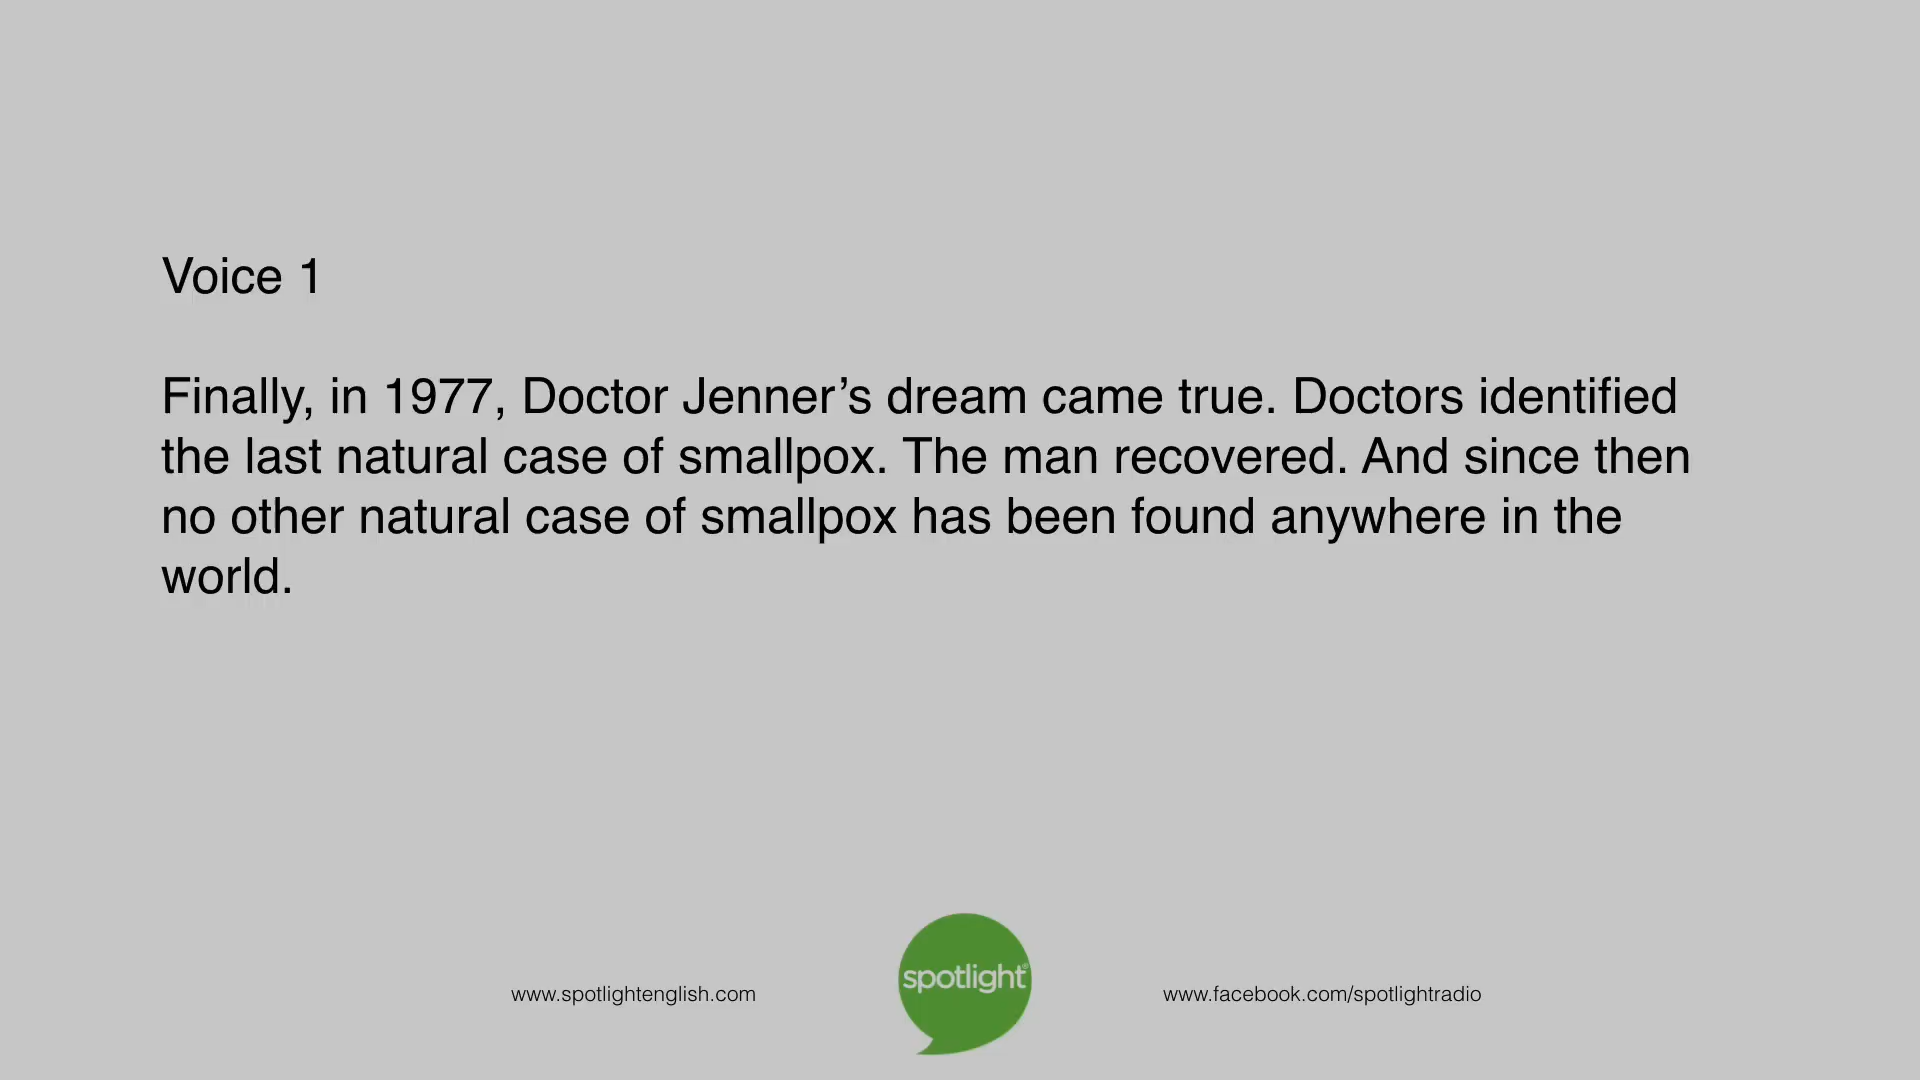 Voice 1
Finally, in 1977, Doctor Jenner’s dream came true. Doctors identified
the last natural case of smallpox. The man recovered. And since then
no other natural case of smallpox has been found anywhere in the
world.
spotlight®
www.spotlightenglish.com
www.facebook.com/spotlightradio